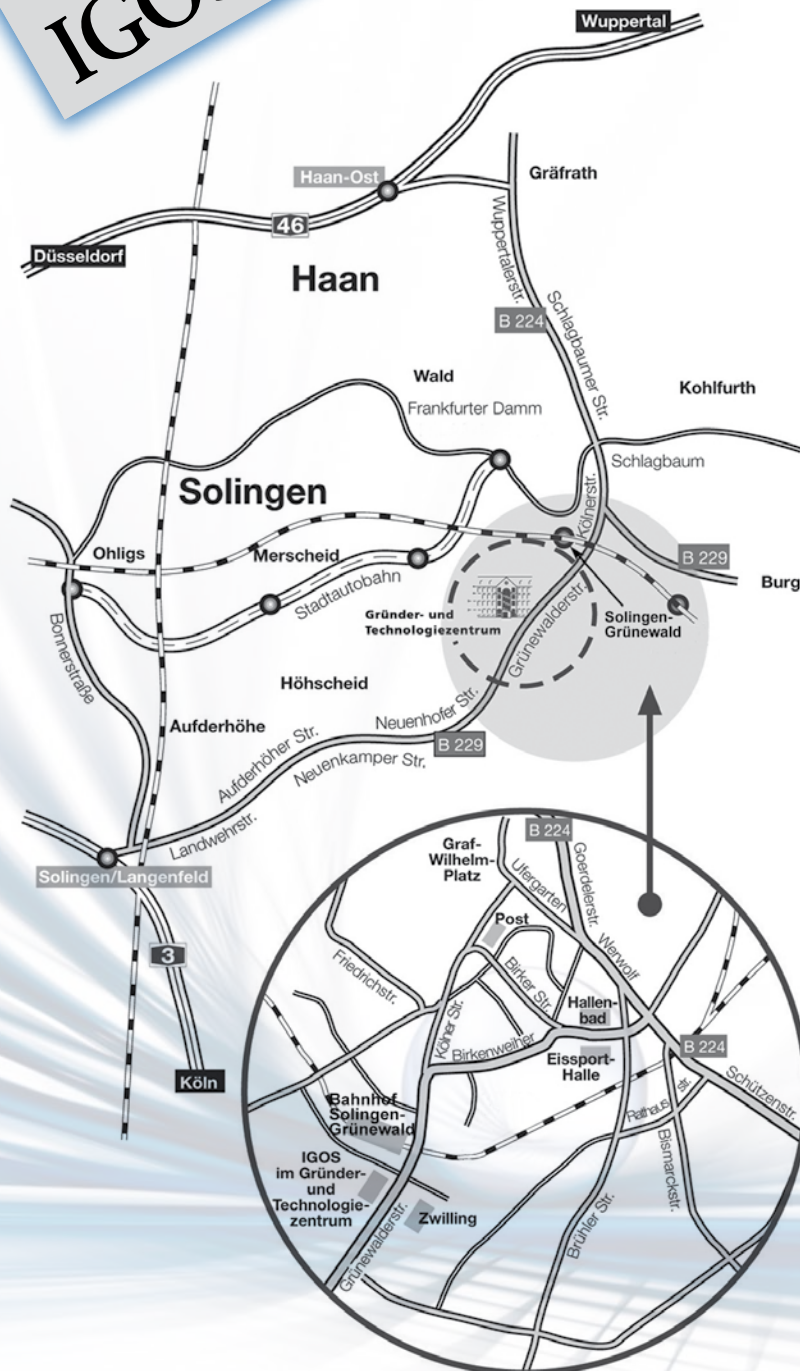 IGOS
Wuppertal
Haan-Ost
Gräfrath
46
Wuppertalerstr.
Düsseldorf
Haan
B 224
Schlagbaumer Str.
Wald
Kohlfurth
Frankfurter Damm
Schlagbaum
Solingen
Kölnerstr.
Ohligs
Merscheid
B 229
Stadtautobahn
Burg
Gründer- und
Technologiezentrum
Solingen-
Grünewald
Grünewalderstr.
Bonnerstraße
Höhscheid
Aufderhöhe
Neuenhofer Str.
Aufderhöher Str.
B 229
Neuenkamper Str.
Landwehrstr.
Solingen/Langenfeld
3
Köln
B 224
Graf-
Wilhelm-
Platz
Ufergarten
Goerdelerstr.
Post
Werwolf
Friedrichstr.
Birker Str.
Hallen-
bad
Kölner Str.
Birkenweiher
Eissport-
Halle
B 224
Schützenstr.
Bahnhof
Solingen-
Grünewald
Rathaus str.
Bismarckstr.
IGOS
im Gründer-
und
Technologie-
zentrum
Zwilling
Grünewalderstr.
Brühler Str.